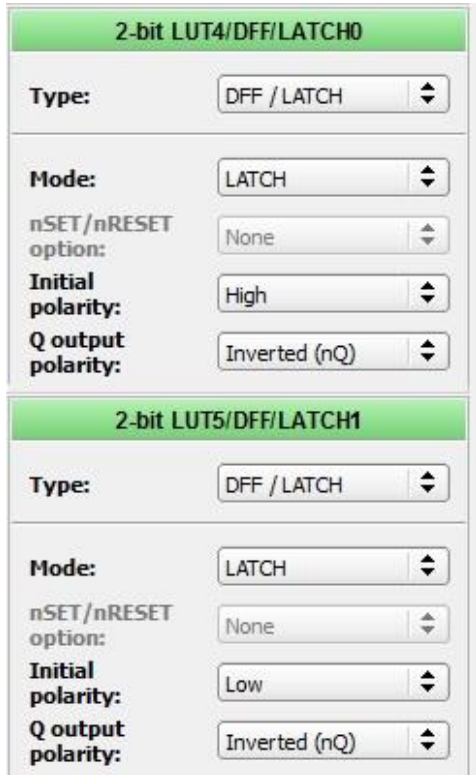 2-bit LUT4/DFF/LATCH0
Type: DFF / LATCH
Mode: LATCH
nSET/nRESET
option: None
Initial
polarity: High
Q output
polarity: Inverted (nQ)
2-bit LUT5/DFF/LATCH1
Type: DFF / LATCH
Mode: LATCH
nSET/nRESET
option: None
Initial
polarity: Low
Q output
polarity: Inverted (nQ)